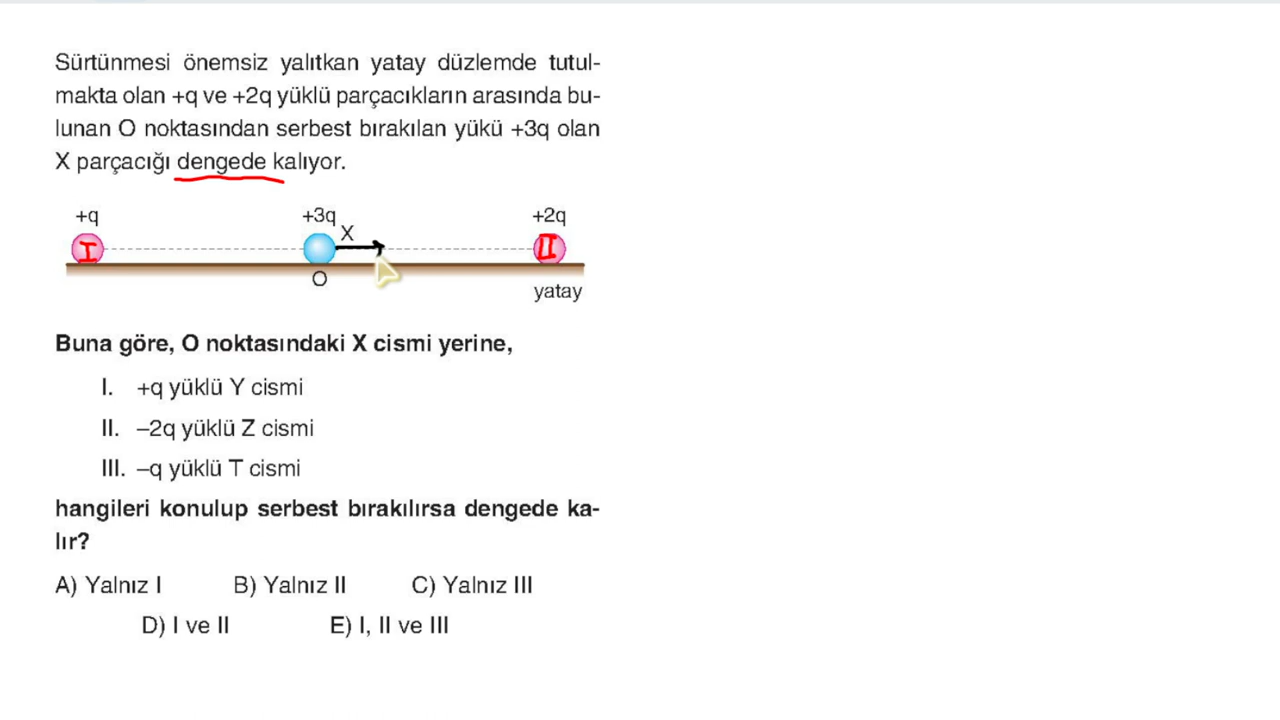 Sürtünmesi önemsiz yalıtkan yatay düzlemde tutul-
makta olan +q ve +2q yüklü parçacıkların arasında bu-
lunan O noktasından serbest bırakılan yükü +3q olan
X parçacığı dengede kalıyor.
+q +3q +2q
X
I II
O
yatay
Buna göre, O noktasındaki X cismi yerine,
I. +q yüklü Y cismi
II. –2q yüklü Z cismi
III. –q yüklü T cismi
hangileri konulup serbest bırakılırsa dengede ka-
lır?
A) Yalnız I B) Yalnız II C) Yalnız III
D) I ve II E) I, II ve III